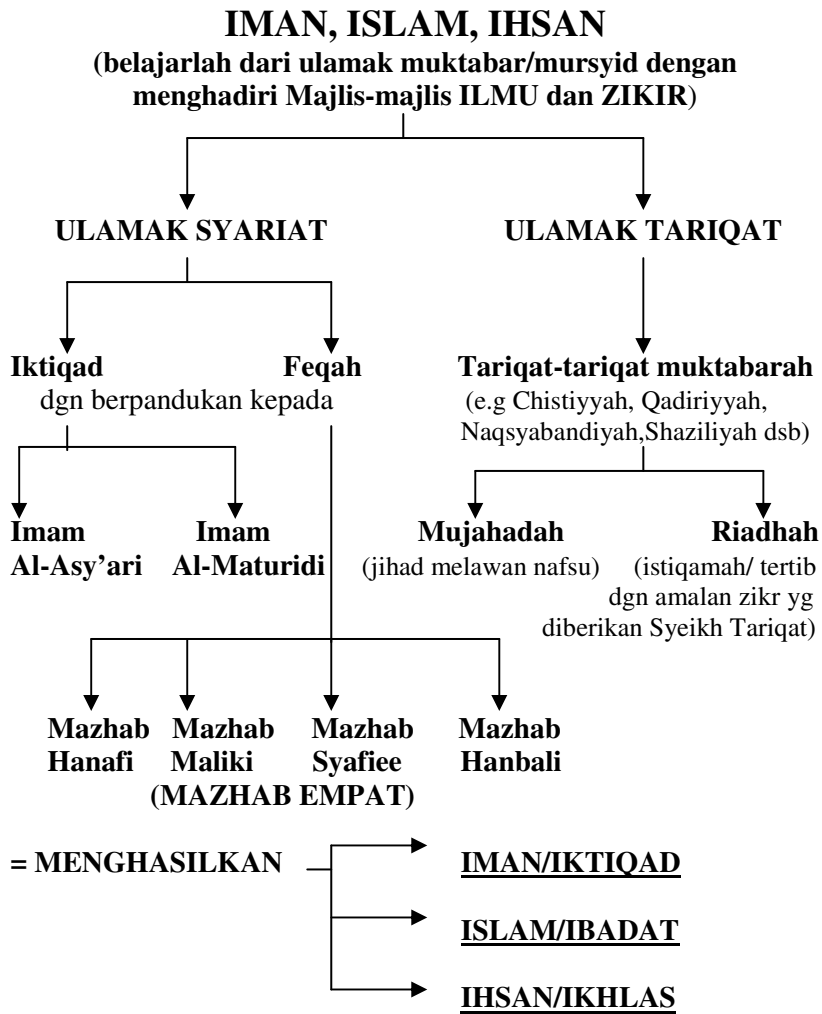 IMAN, ISLAM, IHSAN
(belajarlah dari ulamak muktabar/mursyid dengan
menghadiri Majlis-majlis ILMU dan ZIKIR)
ULAMAK SYARIAT
ULAMAK TARIQAT
Iktiqad Feqah
dgn berpandukan kepada
Tariqat-tariqat muktabarah
(e.g Chistiyyah, Qadiriyyah,
Naqsyabandiyah,Shaziliyah dsb)
Imam
Al-Asy’ari
Imam
Al-Maturidi
Mujahadah
(jihad melawan nafsu)
Riadhah
(istiqamah/ tertib
dgn amalan zikr yg
diberikan Syeikh Tariqat)
Mazhab
Hanafi
Mazhab
Maliki
Mazhab
Syafiee
Mazhab
Hanbali
(MAZHAB EMPAT)
= MENGHASILKAN
IMAN/IKTIQAD
ISLAM/IBADAT
IHSAN/IKHLAS